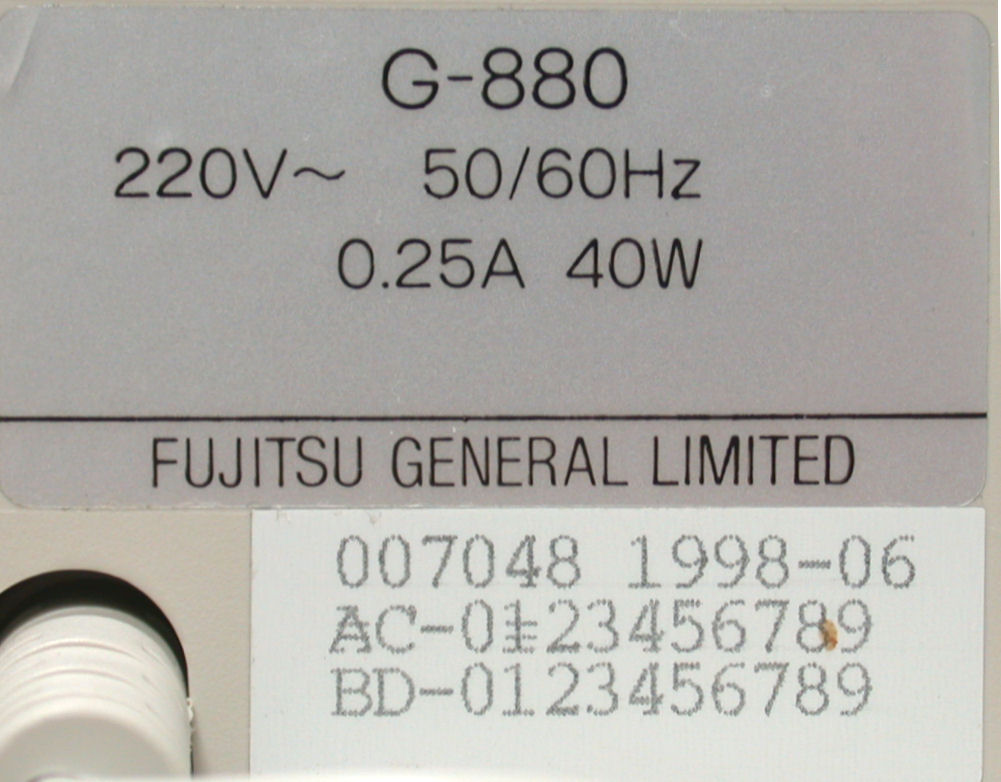 G-880
220V～ 50/60Hz
0.25A 40W
FUJITSU GENERAL LIMITED
007048 1998-06
AC-0123456789
BD-0123456789